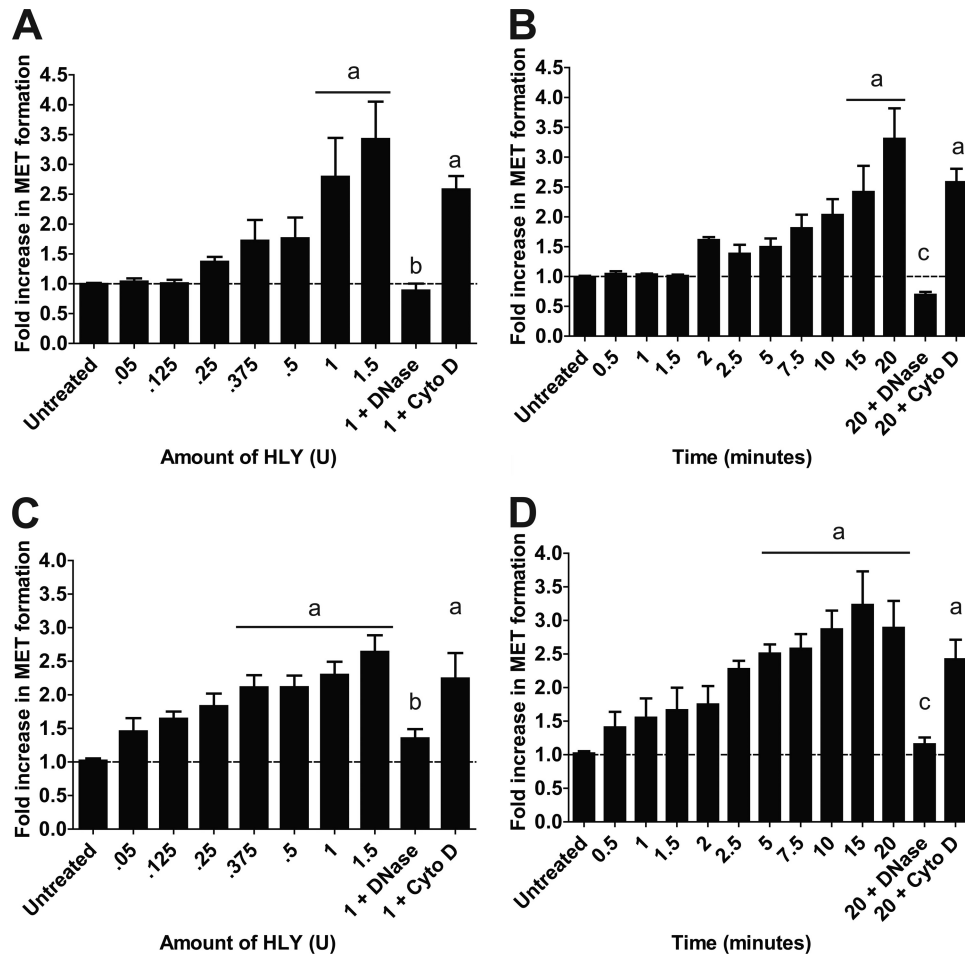 A
Fold increase in MET formation
4.5
4.0
3.5
3.0
2.5
2.0
1.5
1.0
0.5
0.0
a
b
a
Untreated
.05
.125
.25
.375
.5
1
1.5
1 + DNase
1 + Cyto D
Amount of HLY (U)
B
Fold increase in MET formation
4.5
4.0
3.5
3.0
2.5
2.0
1.5
1.0
0.5
0.0
a
c
a
Untreated
0.5
1
1.5
2
2.5
5
7.5
10
15
20
20 + DNase
20 + Cyto D
Time (minutes)
C
Fold increase in MET formation
4.0
3.5
3.0
2.5
2.0
1.5
1.0
0.5
0.0
a
b
a
Untreated
.05
.125
.25
.375
.5
1
1.5
1 + DNase
1 + Cyto D
Amount of HLY (U)
D
Fold increase in MET formation
4.0
3.5
3.0
2.5
2.0
1.5
1.0
0.5
0.0
a
c
a
Untreated
0.5
1
1.5
2
2.5
5
7.5
10
15
20
20 + DNase
20 + Cyto D
Time (minutes)